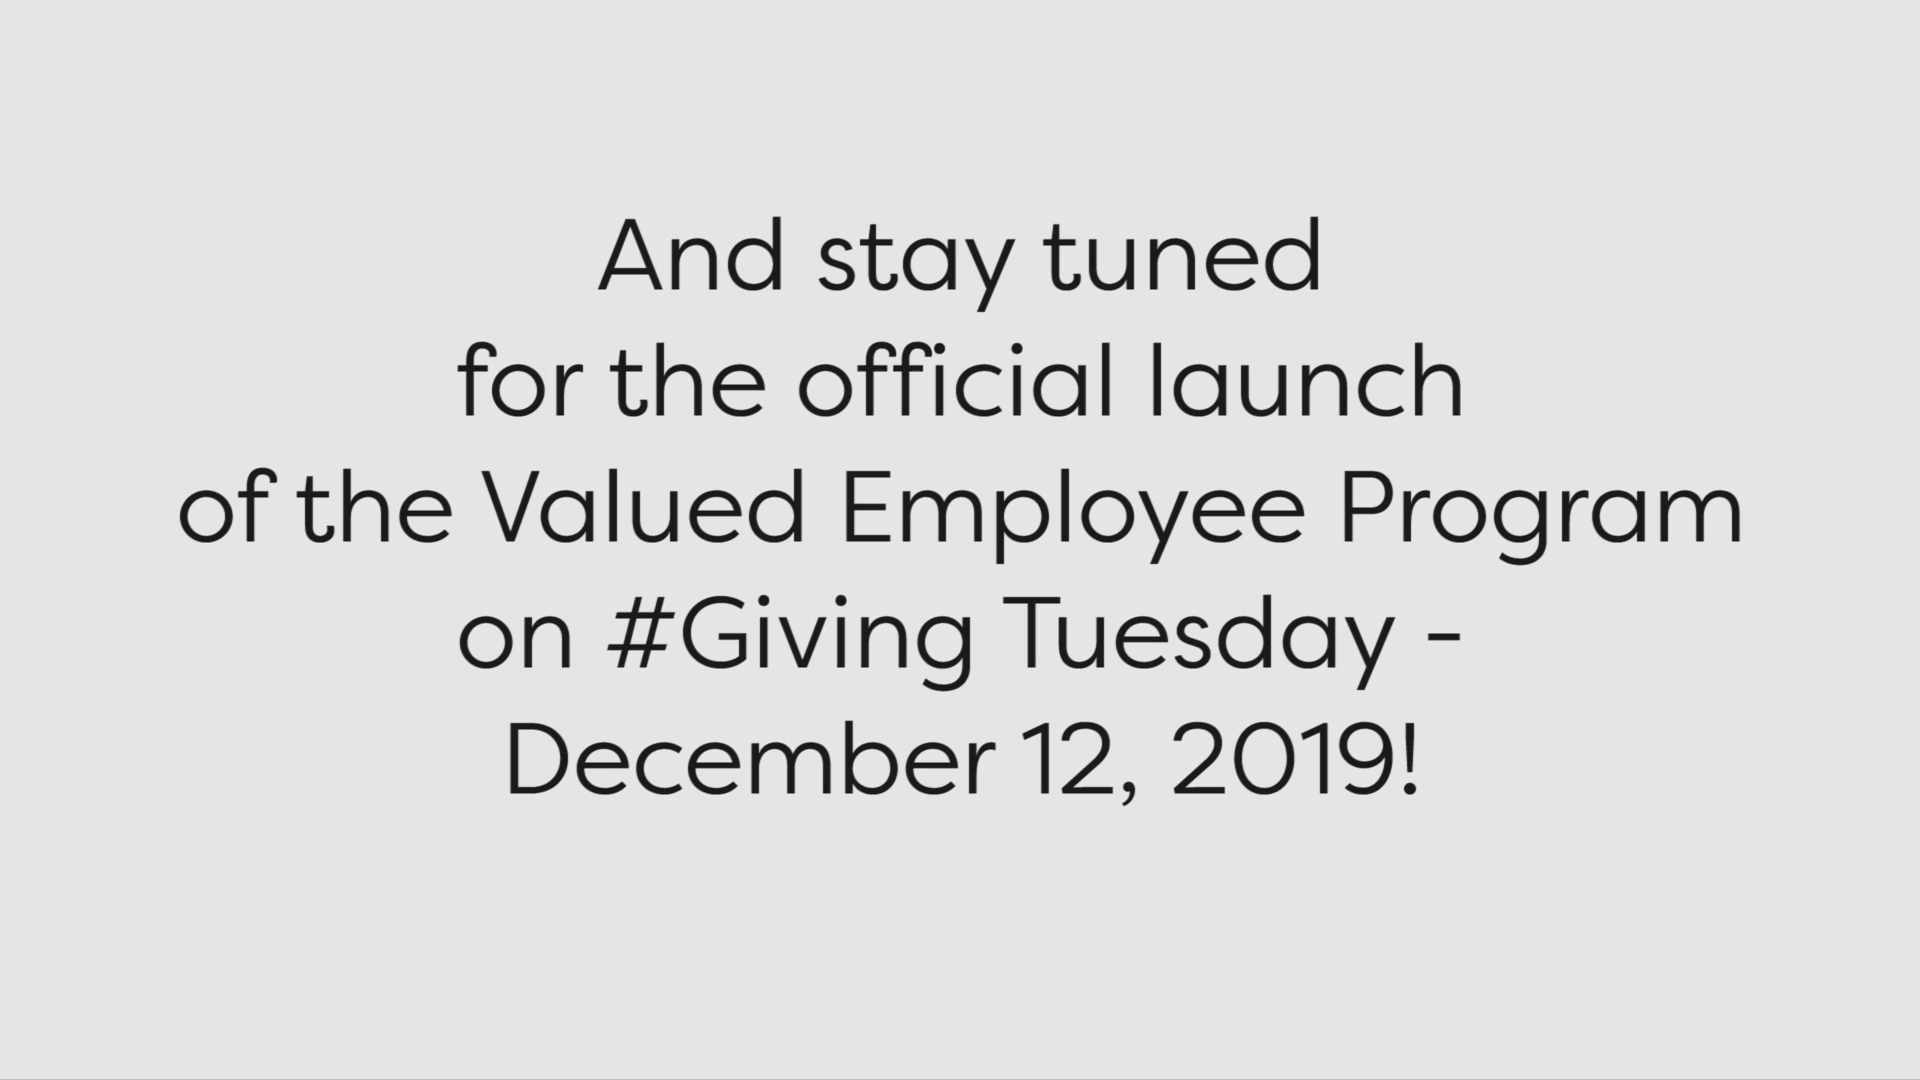 And stay tuned
for the official launch
of the Valued Employee Program
on #Giving Tuesday -
December 12, 2019!